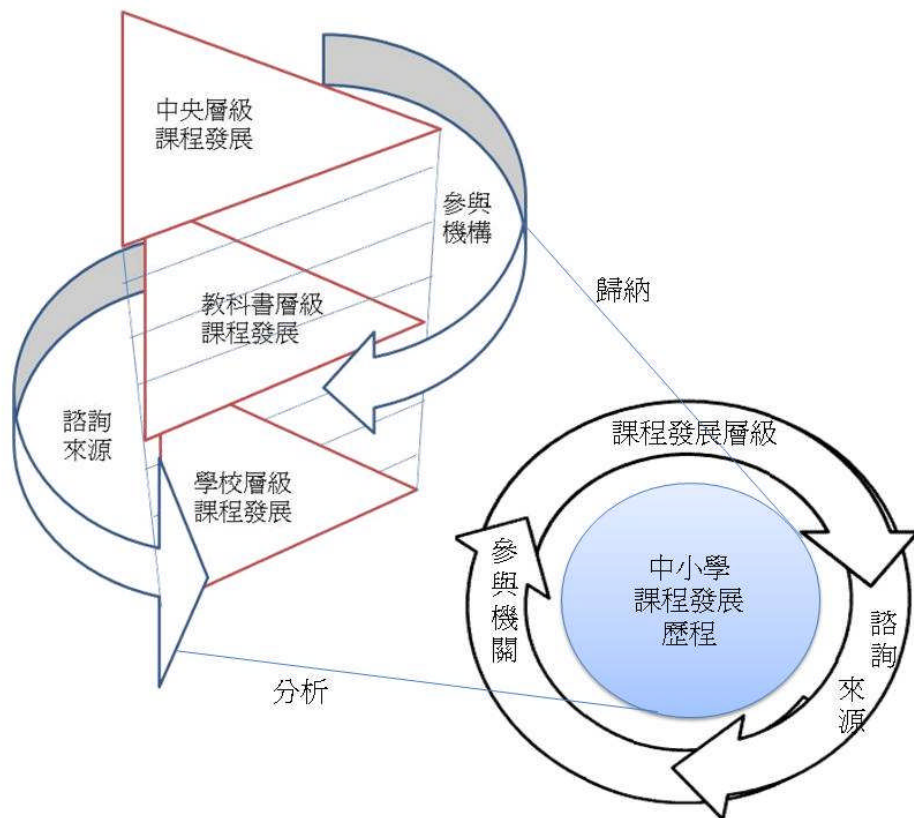 中央層級
課程發展
參與
機構
教科書層級
課程發展
歸納
諮詢
來源
學校層級
課程發展
課程發展層級
參與機關
中小學
課程發展
歷程
諮詢
來源
分析